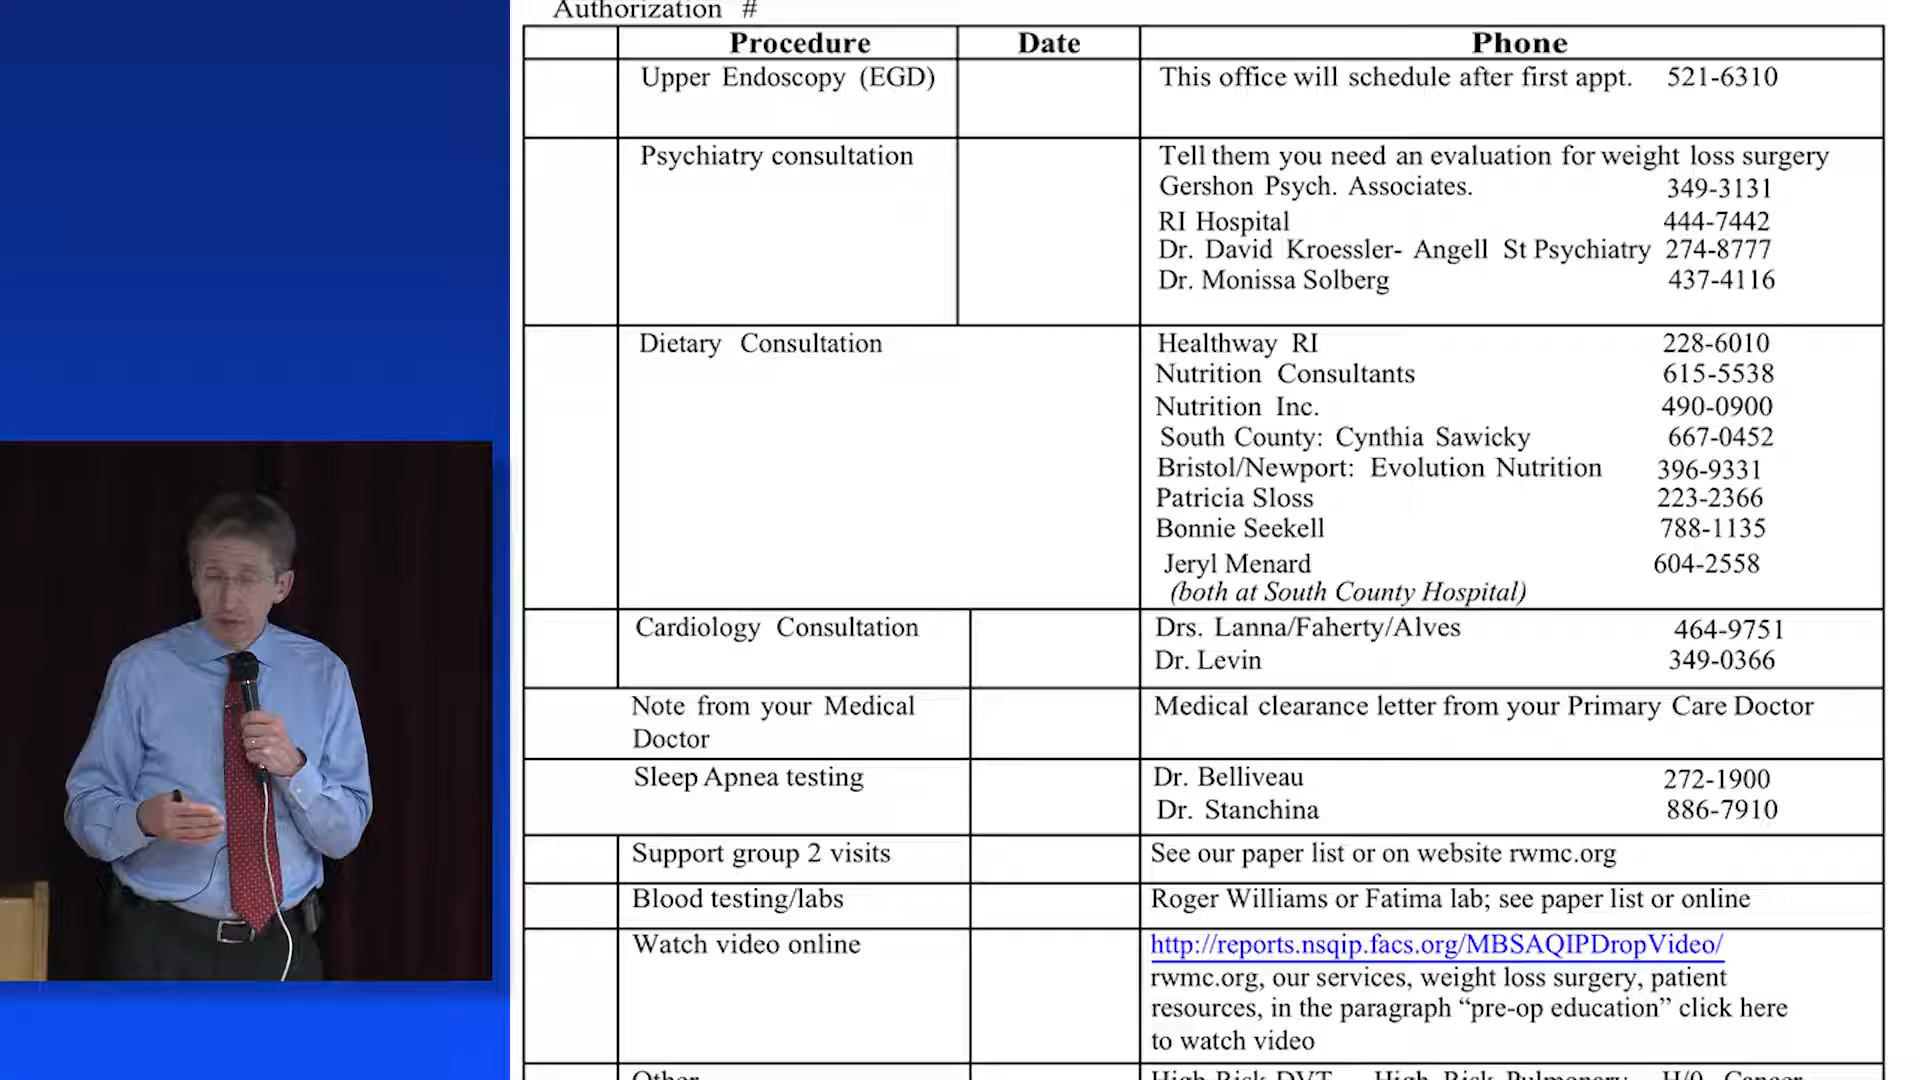 Authorization #
Procedure Date Phone
Upper Endoscopy (EGD) This office will schedule after first appt. 521-6310
Psychiatry consultation Tell them you need an evaluation for weight loss surgery
Gershon Psych. Associates. 349-3131
RI Hospital 444-7442
Dr. David Kroessler- Angell St Psychiatry 274-8777
Dr. Monissa Solberg 437-4116
Dietary Consultation Healthway RI 228-6010
Nutrition Consultants 615-5538
Nutrition Inc. 490-0900
South County: Cynthia Sawicky 667-0452
Bristol/Newport: Evolution Nutrition 396-9331
Patricia Sloss 223-2366
Bonnie Seekell 788-1135
Jeryl Menard 604-2558
(both at South County Hospital)
Cardiology Consultation Drs. Lanna/Faherty/Alves 464-9751
Dr. Levin 349-0366
Note from your Medical Medical clearance letter from your Primary Care Doctor
Doctor
Sleep Apnea testing Dr. Belliveau 272-1900
Dr. Stanchina 886-7910
Support group 2 visits See our paper list or on website rwmc.org
Blood testing/labs Roger Williams or Fatima lab; see paper list or online
Watch video online http://reports.nsqip.facs.org/MBSAQIPDropVideo/
rwmc.org, our services, weight loss surgery, patient
resources, in the paragraph “pre-op education” click here
to watch video
Other High Risk DVT High Risk Pulmonary H/0 Cancer